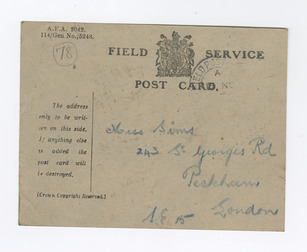 A.F.A. 2042.
114/Gen.No./5248.
78
FIELD SERVICE
POST CARD.
The address
only to be writ-
ten on this side.
If anything else
is added the
post card will
be destroyed.
[Crown Copyright Reserved.]
Miss Sims
243 St Georges Rd
Peckham
S.E. 15 London